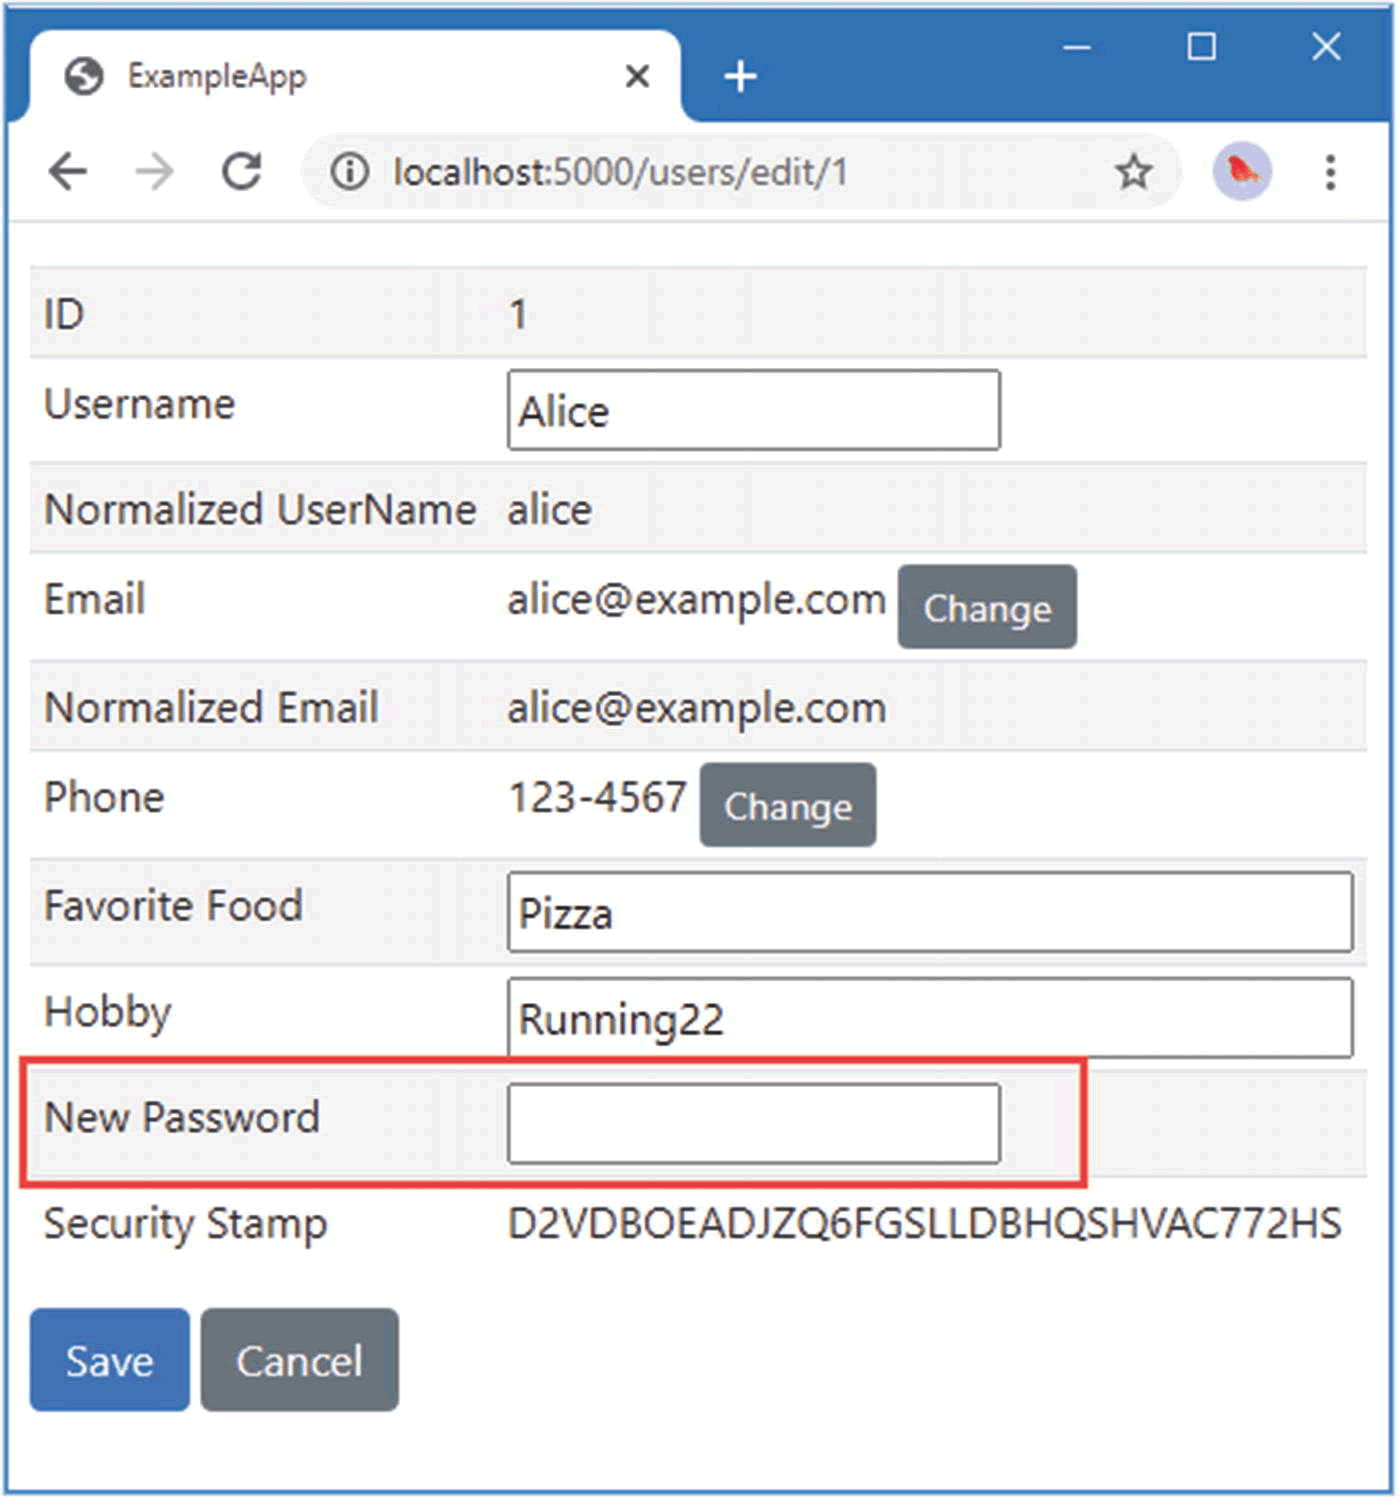 ExampleApp
localhost:5000/users/edit/1
ID 1
Username Alice
Normalized UserName alice
Email alice@example.com Change
Normalized Email alice@example.com
Phone 123-4567 Change
Favorite Food Pizza
Hobby Running22
New Password
Security Stamp D2VDBOEADJZQ6FGSLLDBHQSHVAC772HS
Save Cancel